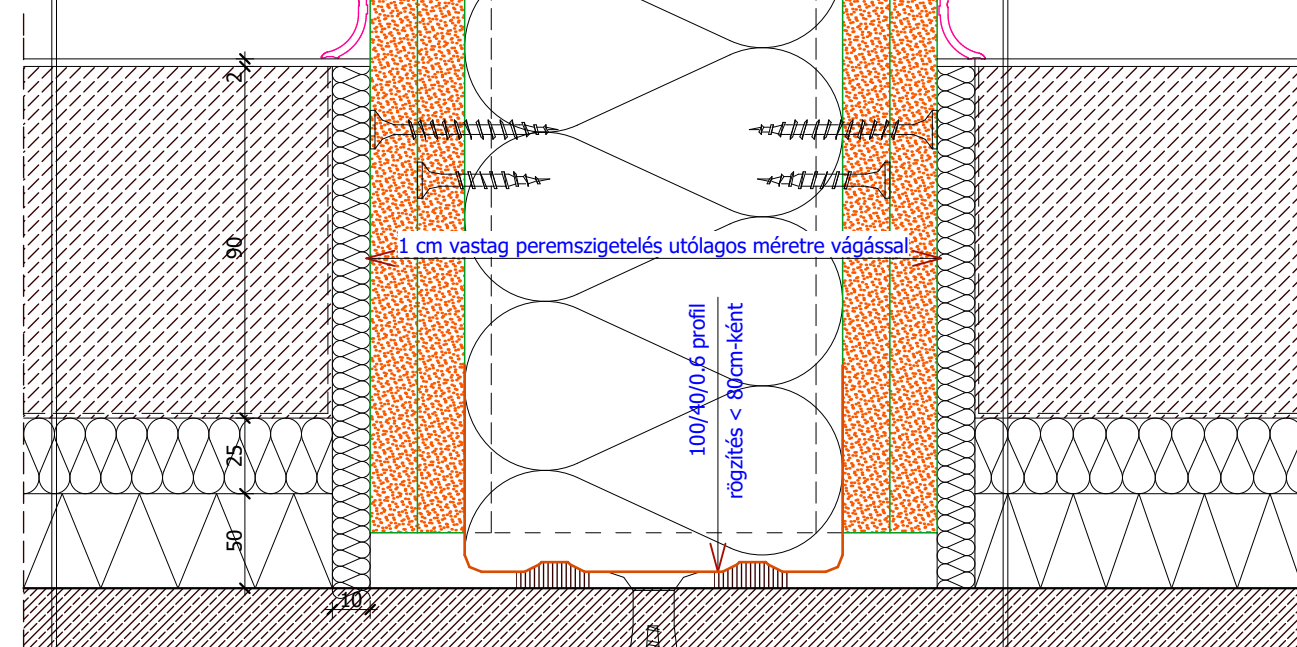 2
90
1 cm vastag peremszigetelés utólagos méretre vágással
100/40/0.6 profil
rögzítés < 80cm-ként
25
50
10